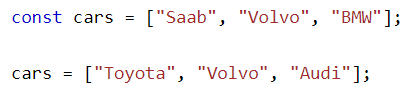 const cars = ["Saab", "Volvo", "BMW"];
cars = ["Toyota", "Volvo", "Audi"];